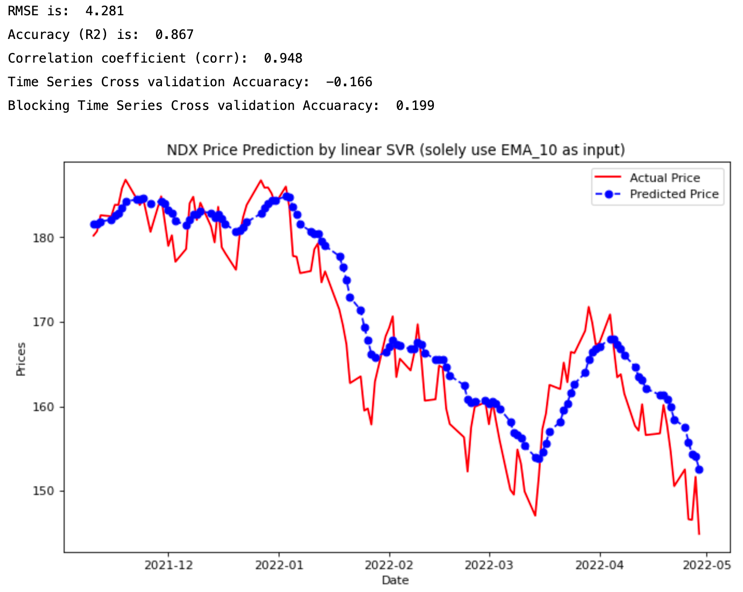 RMSE is:  4.281
Accuracy (R2) is:  0.867
Correlation coefficient (corr):  0.948
Time Series Cross validation Accuaracy:  -0.166
Blocking Time Series Cross validation Accuaracy:  0.199
NDX Price Prediction by linear SVR (solely use EMA_10 as input)
Actual Price
Predicted Price
180
170
160
150
Prices
2021-12
2022-01
2022-02
2022-03
2022-04
2022-05
Date